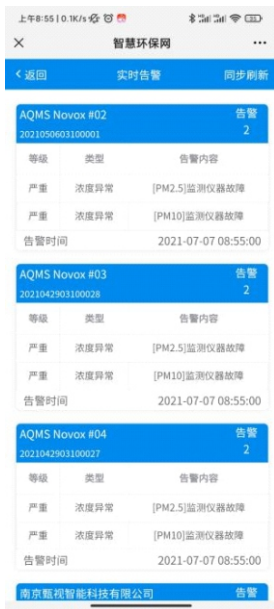 上午8:55 | 0.1K/s
33
× 智慧环保网 ...
返回 实时告警 同步刷新
AQMS Novox #02 告警
2021050603100001 2
等级 类型 告警内容
严重 浓度异常 [PM2.5]监测仪器故障
严重 浓度异常 [PM10]监测仪器故障
告警时间 2021-07-07 08:55:00
AQMS Novox #03 告警
2021042903100028 2
等级 类型 告警内容
严重 浓度异常 [PM2.5]监测仪器故障
严重 浓度异常 [PM10]监测仪器故障
告警时间 2021-07-07 08:55:00
AQMS Novox #04 告警
2021042903100027 2
等级 类型 告警内容
严重 浓度异常 [PM2.5]监测仪器故障
严重 浓度异常 [PM10]监测仪器故障
告警时间 2021-07-07 08:55:00
南京甄视智能科技有限公司 告警